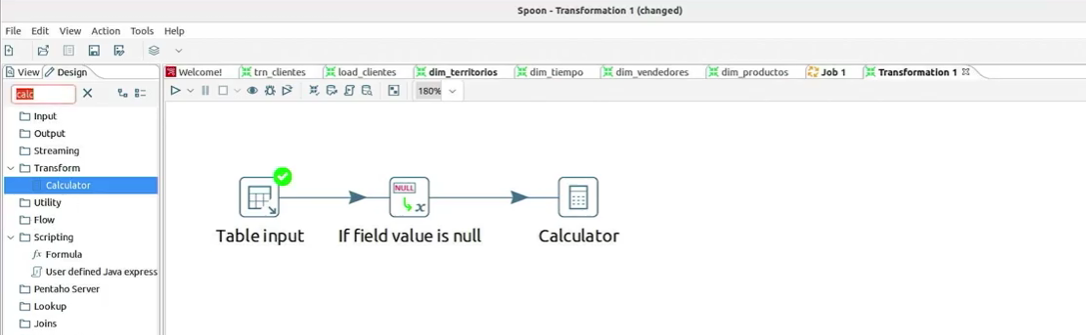 Spoon - Transformation 1 (changed)
File Edit View Action Tools Help
View Design
Welcome! trn_clientes load_clientes dim_territorios dim_tiempo dim_vendedores dim_productos Job 1 Transformation 1
calc
180%
Input
Output
Streaming
Transform
Calculator
Utility
Flow
Scripting
Formula
User defined Java express
Pentaho Server
Lookup
Joins
NULL
x
Table input
If field value is null
Calculator